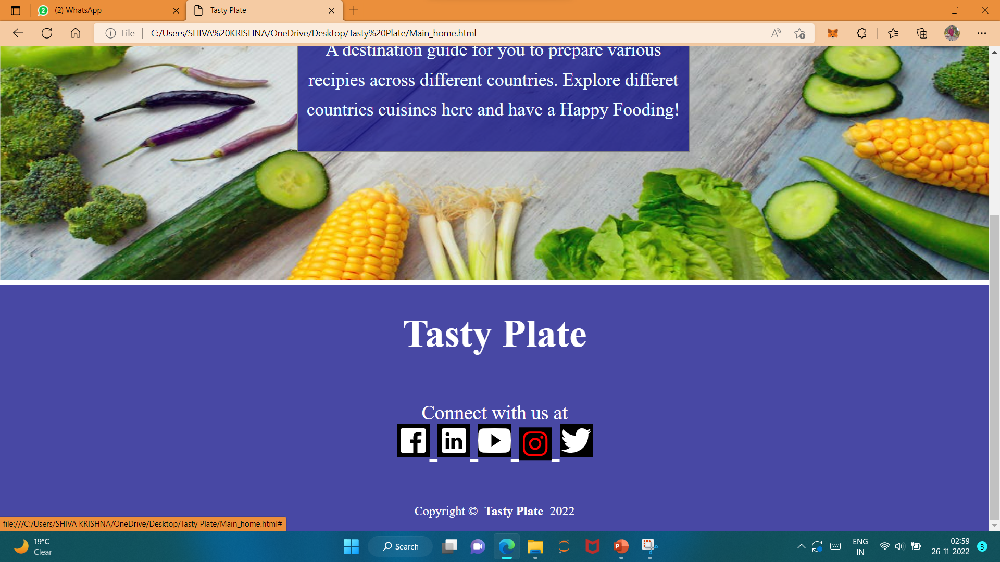 (2) WhatsApp
Tasty Plate
File
C:/Users/SHIVA%20KRISHNA/OneDrive/Desktop/Tasty%20Plate/Main_home.html
A destination guide for you to prepare various
recipies across different countries. Explore differet
countries cuisines here and have a Happy Fooding!
Tasty Plate
Connect with us at
in
Copyright © Tasty Plate 2022
file:///C:/Users/SHIVA KRISHNA/OneDrive/Desktop/Tasty Plate/Main_home.html#
19°C
Clear
Search
ENG
IN
02:59
26-11-2022
3